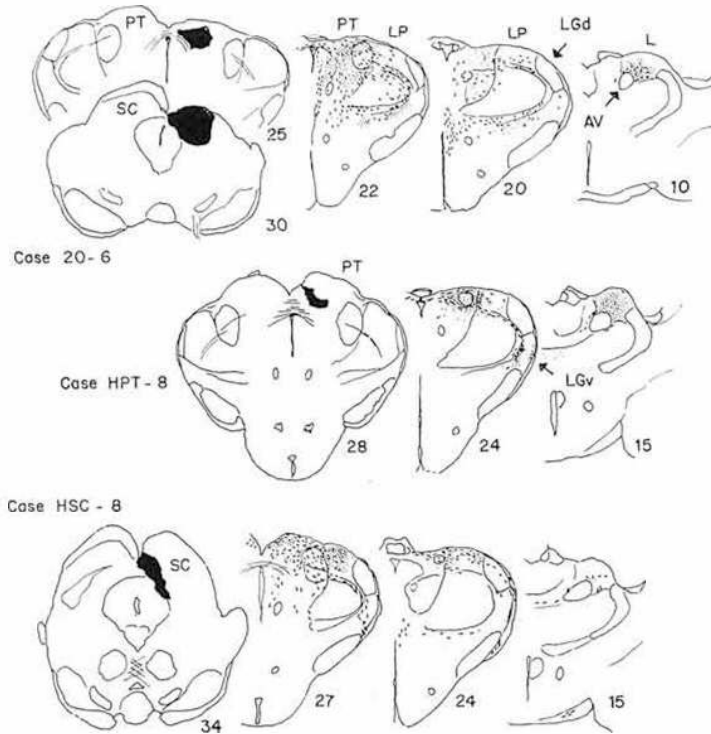 PT PT PT LP LP LGd L
SC AV
25 22 20 10
30
Case 20-6
PT
Case HPT-8 LGv
28 24 15
Case HSC - 8
SC
34 27 24 15